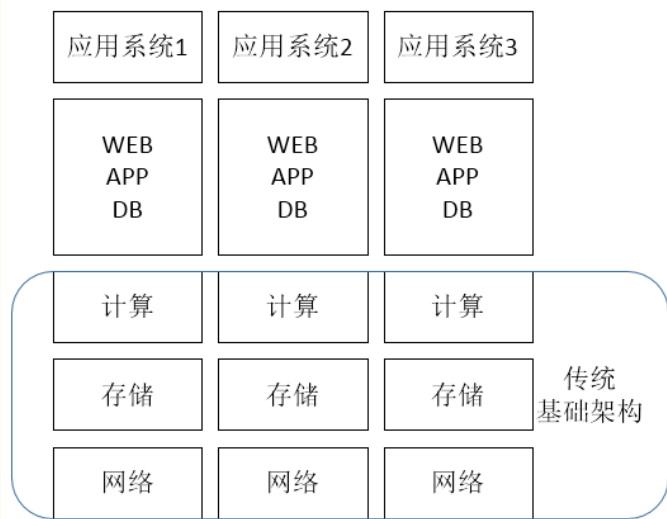 应用系统1 应用系统2 应用系统3
WEB WEB WEB
APP APP APP
DB DB DB
计算 计算 计算
存储 存储 存储
传统
基础架构
网络 网络 网络